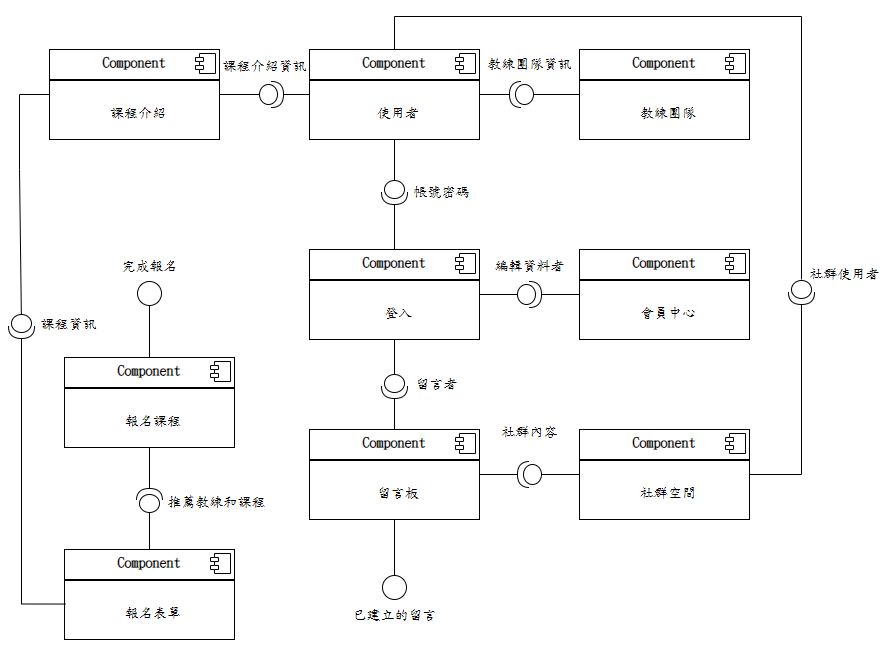 Component
課程介紹
課程介紹資訊
Component
使用者
教練團隊資訊
Component
教練團隊
帳號密碼
Component
登入
編輯資料者
Component
會員中心
社群使用者
完成報名
課程資訊
Component
報名課程
留言者
Component
留言板
社群內容
Component
社群空間
推薦教練和課程
Component
報名表單
已建立的留言